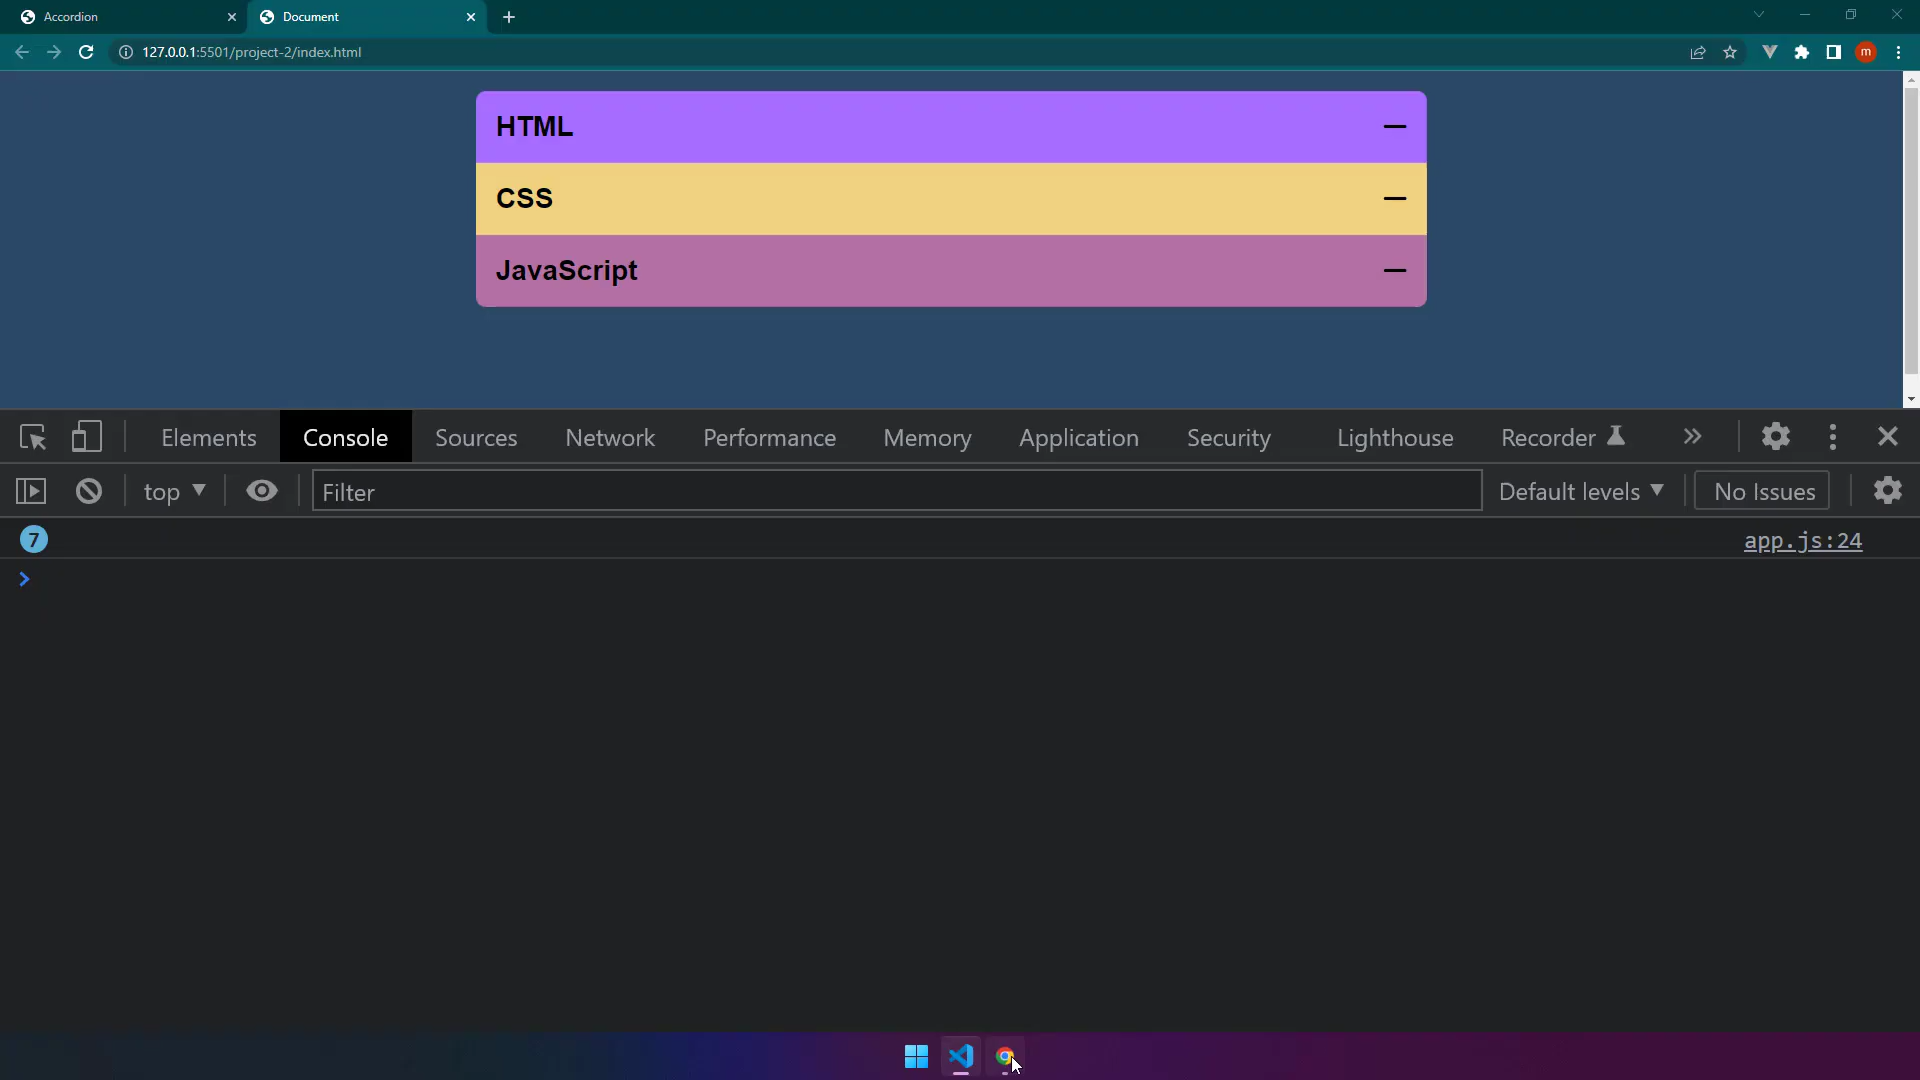 Accordion
Document
127.0.0.1:5501/project-2/index.html
m
HTML
CSS
JavaScript
Elements Console Sources Network Performance Memory Application Security Lighthouse Recorder
top Filter Default levels No Issues
7 app.js:24